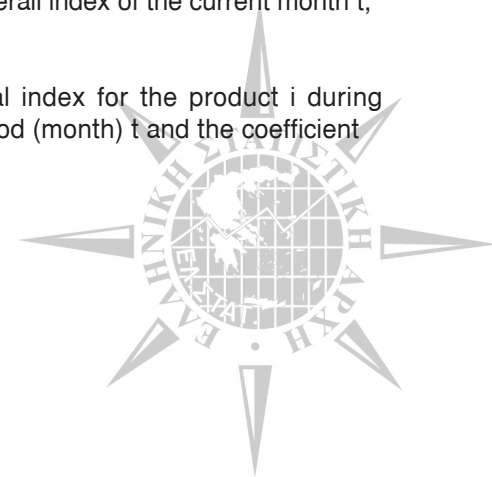 erall index of the current month t,
al index for the product i during
od (month) t and the coefficient
ΕΛΛΗΝΙΚΗ ΣΤΑΤΙΣΤΙΚΗ ΑΡΧΗ
ΕΛΣΤΑΤ.